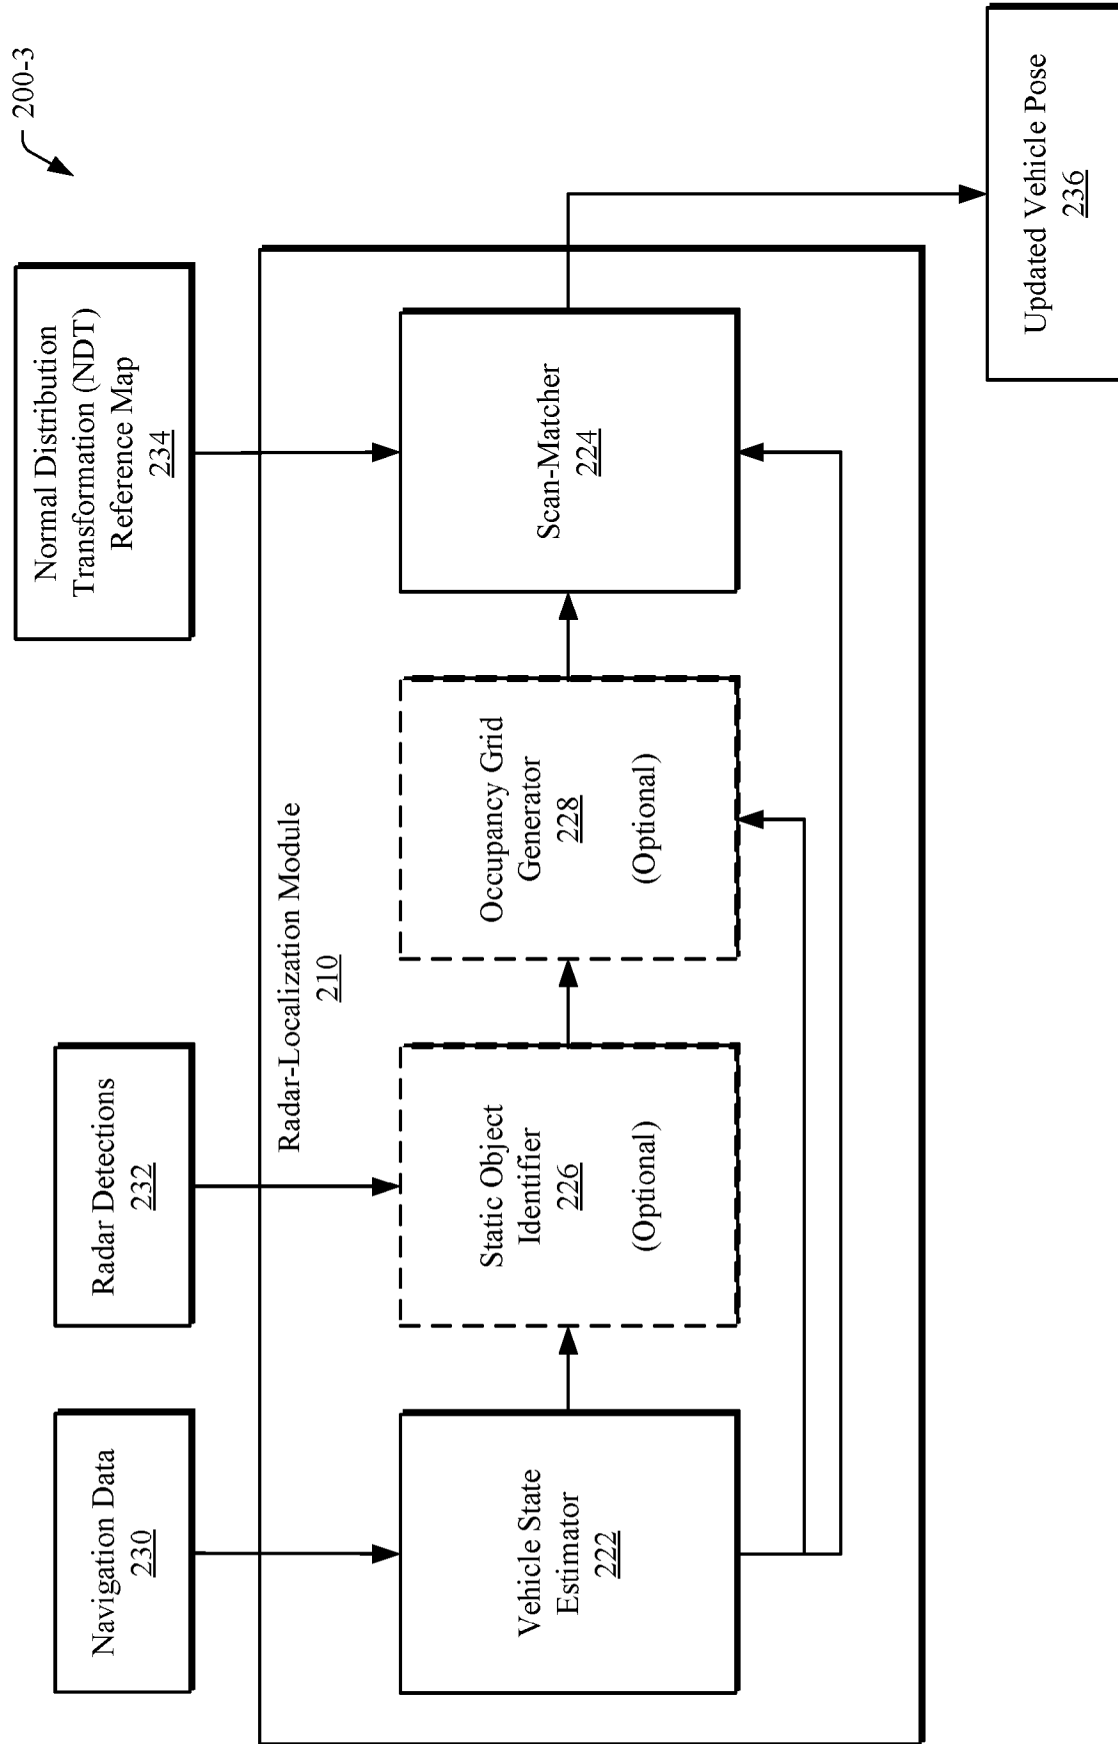 200-3
Navigation Data
230
Radar Detections
232
Normal Distribution
Transformation (NDT)
Reference Map
234
Radar-Localization Module
210
Vehicle State
Estimator
222
Static Object
Identifier
226
(Optional)
Occupancy Grid
Generator
228
(Optional)
Scan-Matcher
224
Updated Vehicle Pose
236